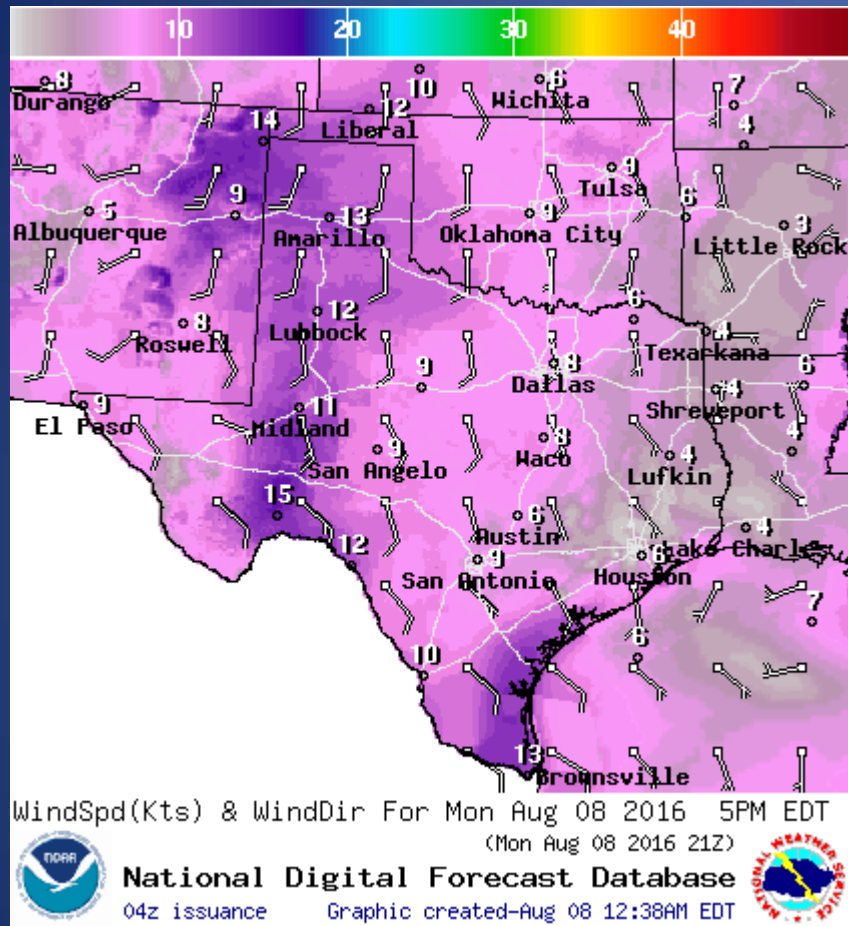 10 20 30 40
8 10 6 7
Durango Wichita
12
Liberal
14 4
9
Tulsa
5 9 13 9 6 3
Albuquerque Amarillo Oklahoma City Little Rock
8 12 6
Roswell Lubbock 4
Texarkana
9 8 6
Dallas
9 11 4
El Paso Midland Shreveport
9 8 4 4
San Angelo Waco Lufkin
15 6 4
Austin
12 9 6 Lake Charles
San Antonio Houston
7
10 6
13
Brownsville
WindSpd(Kts) & WindDir For Mon Aug 08 2016 5PM EDT
(Mon Aug 08 2016 21Z)
NOAA
National Digital Forecast Database
04z issuance Graphic created-Aug 08 12:38AM EDT
NATIONAL WEATHER SERVICE